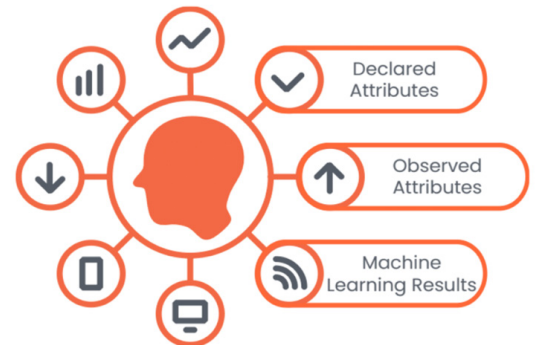 Declared
Attributes
Observed
Attributes
Machine
Learning Results